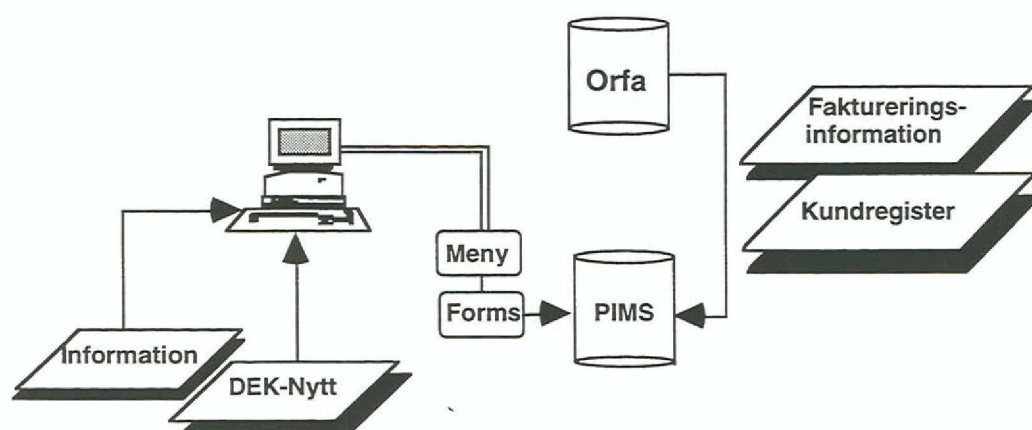 Orfa
Fakturerings-
information
Kundregister
Meny
Forms
PIMS
Information
DEK-Nytt